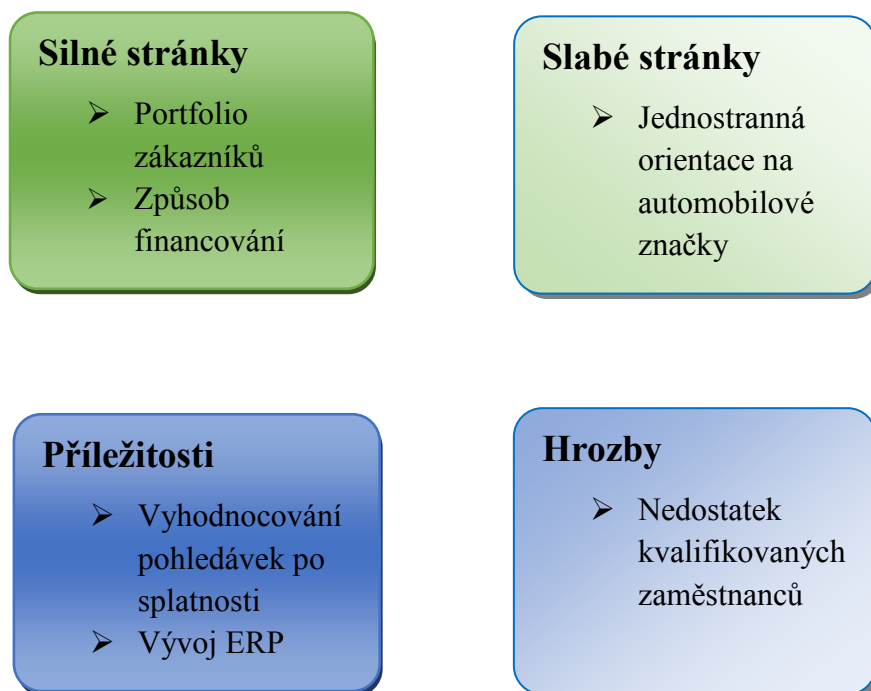 Silné stránky
➢ Portfolio
zákazníků
➢ Způsob
financování
Slabé stránky
➢ Jednostranná
orientace na
automobilové
značky
Příležitosti
➢ Vyhodnocování
pohledávek po
splatnosti
➢ Vývoj ERP
Hrozby
➢ Nedostatek
kvalifikovaných
zaměstnanců